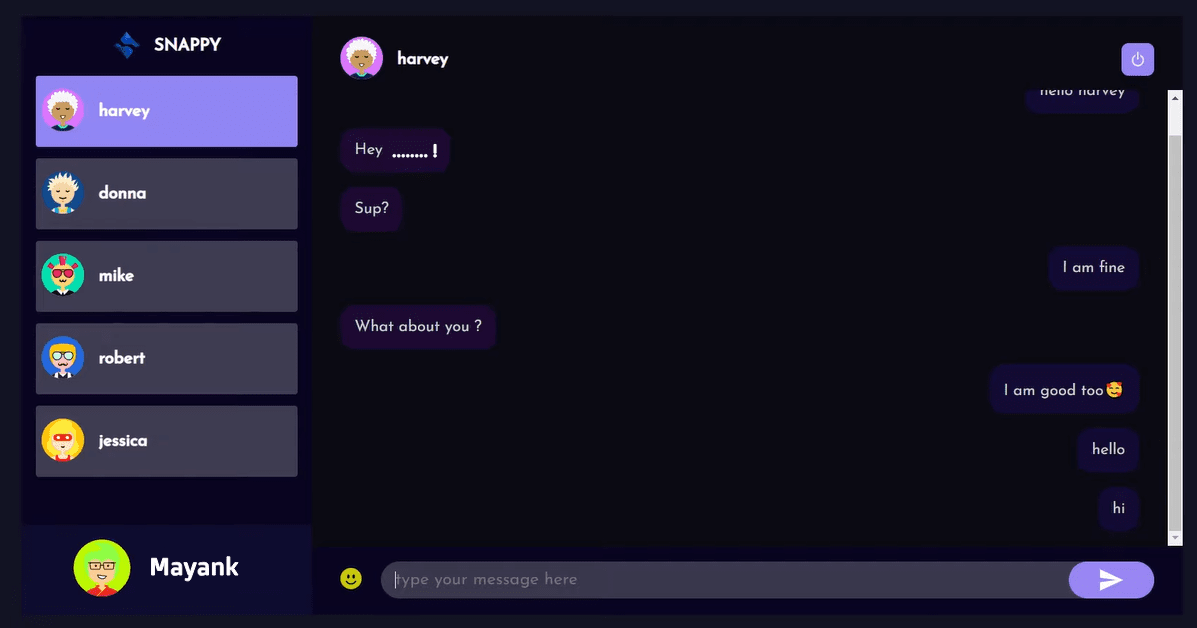 SNAPPY
harvey
donna
mike
robert
jessica
Mayank
harvey
hello harvey
Hey ........!
Sup?
I am fine
What about you ?
I am good too🥰
hello
hi
type your message here